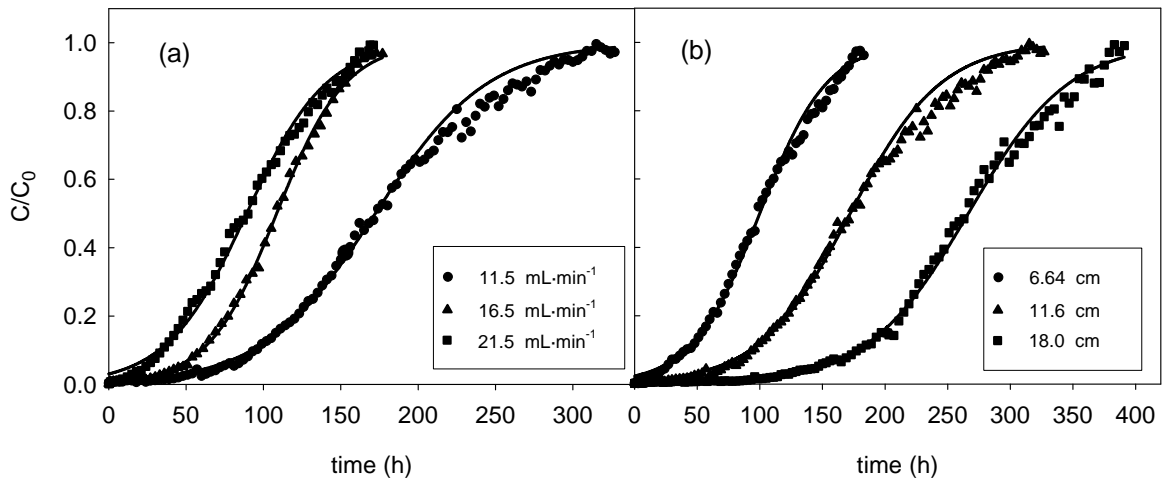 (a)
(b)
C/C0
1.0
0.8
0.6
0.4
0.2
0.0
11.5 mL·min-1
16.5 mL·min-1
21.5 mL·min-1
6.64 cm
11.6 cm
18.0 cm
0 50 100 150 200 250 300
0 50 100 150 200 250 300 350 400
time (h)
time (h)